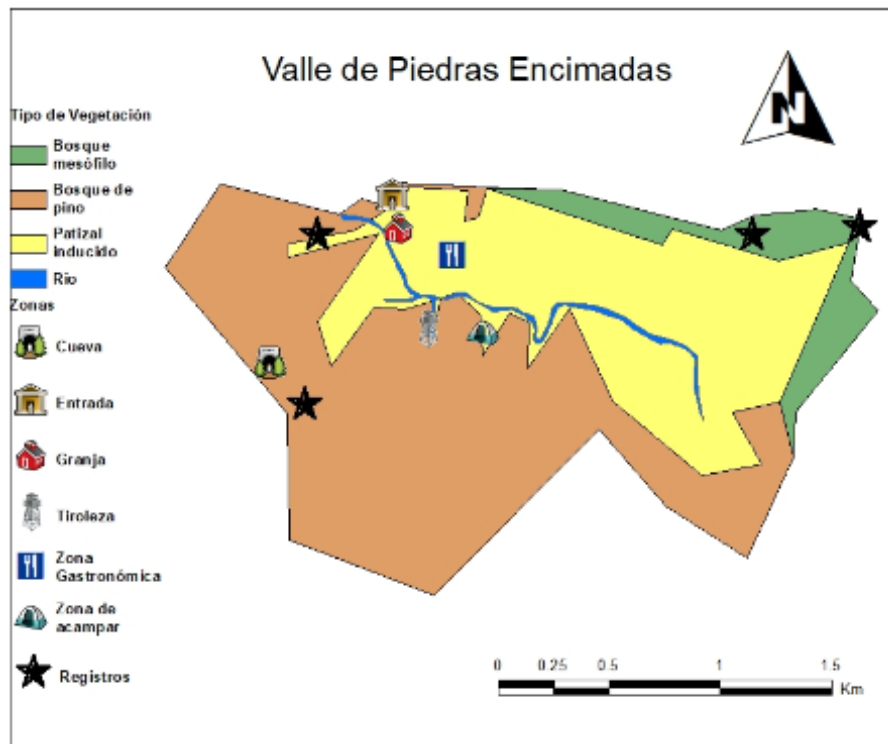 Valle de Piedras Encimadas
N
Tipo de Vegetación
Bosque
mesófilo
Bosque de
pino
Patizal
inducido
Río
Zonas
Cueva
Entrada
Granja
Tiroleza
Zona
Gastronómica
Zona de
acampar
Registros
0 0.25 0.5 1 1.5
Km